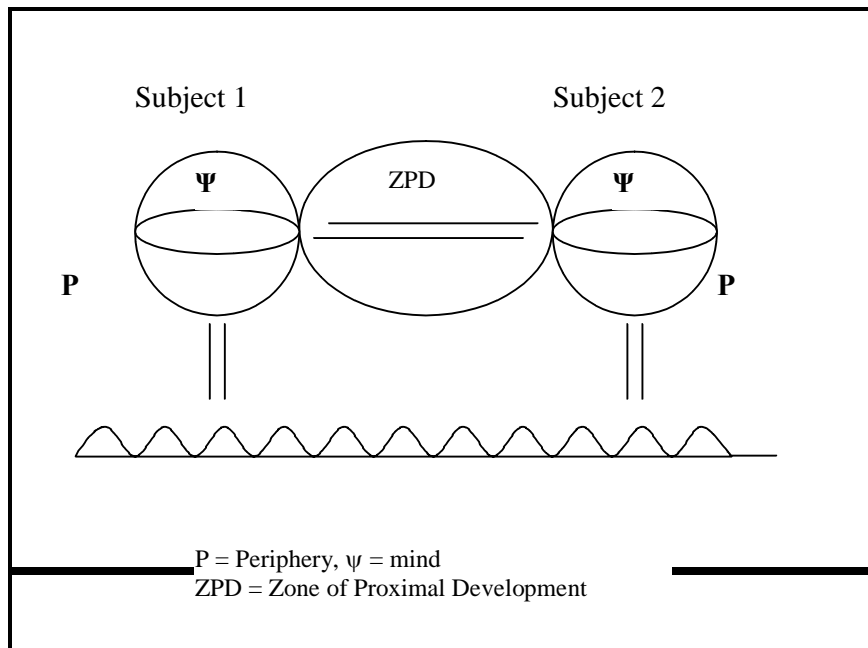 Subject 1
Subject 2
Ψ
ZPD
Ψ
P
P
P = Periphery, ψ = mind
ZPD = Zone of Proximal Development